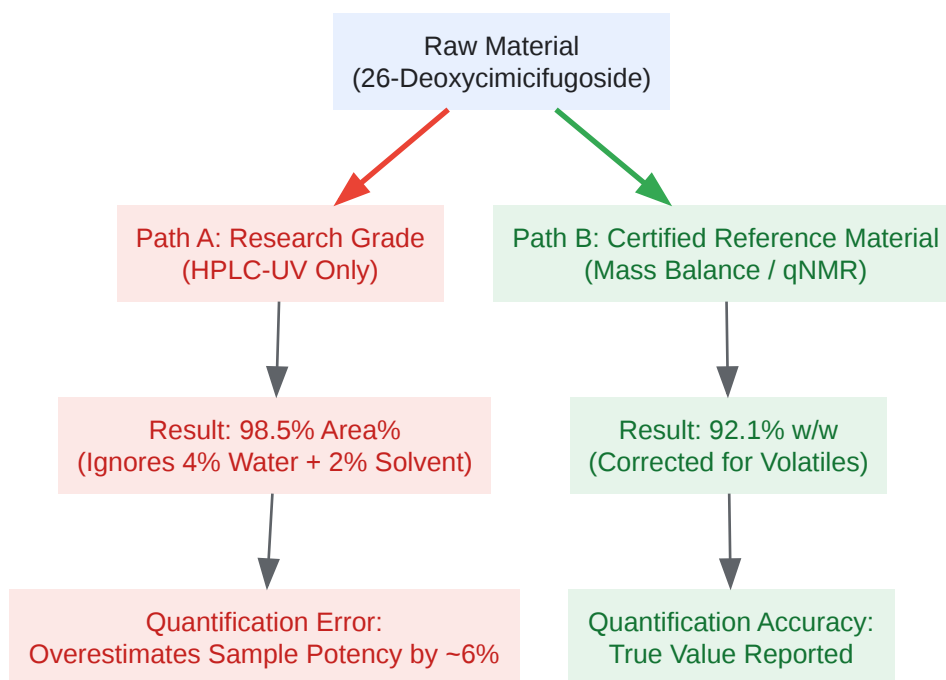 Raw Material
(26-Deoxycimicifugoside)
Path A: Research Grade
(HPLC-UV Only)
Path B: Certified Reference Material
(Mass Balance / qNMR)
Result: 98.5% Area%
(Ignores 4% Water + 2% Solvent)
Result: 92.1% w/w
(Corrected for Volatiles)
Quantification Error:
Overestimates Sample Potency by ~6%
Quantification Accuracy:
True Value Reported